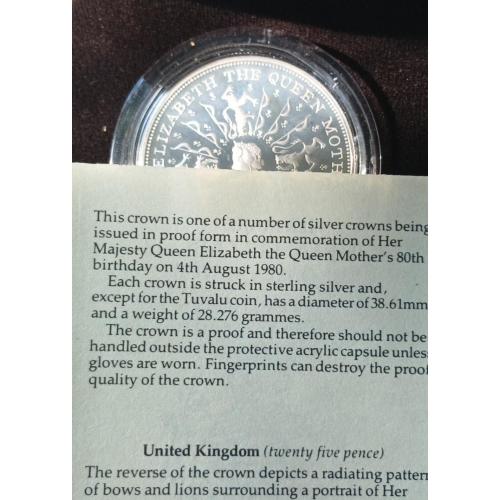 ELIZABETH THE QUEEN MOTH
This crown is one of a number of silver crowns being
issued in proof form in commemoration of Her
Majesty Queen Elizabeth the Queen Mother's 80th
birthday on 4th August 1980.
Each crown is struck in sterling silver and,
except for the Tuvalu coin, has a diameter of 38.61mm
and a weight of 28.276 grammes.
The crown is a proof and therefore should not be
handled outside the protective acrylic capsule unless
gloves are worn. Fingerprints can destroy the proof
quality of the crown.
United Kingdom (twenty five pence)
The reverse of the crown depicts a radiating pattern
of bows and lions surrounding a portrait of Her